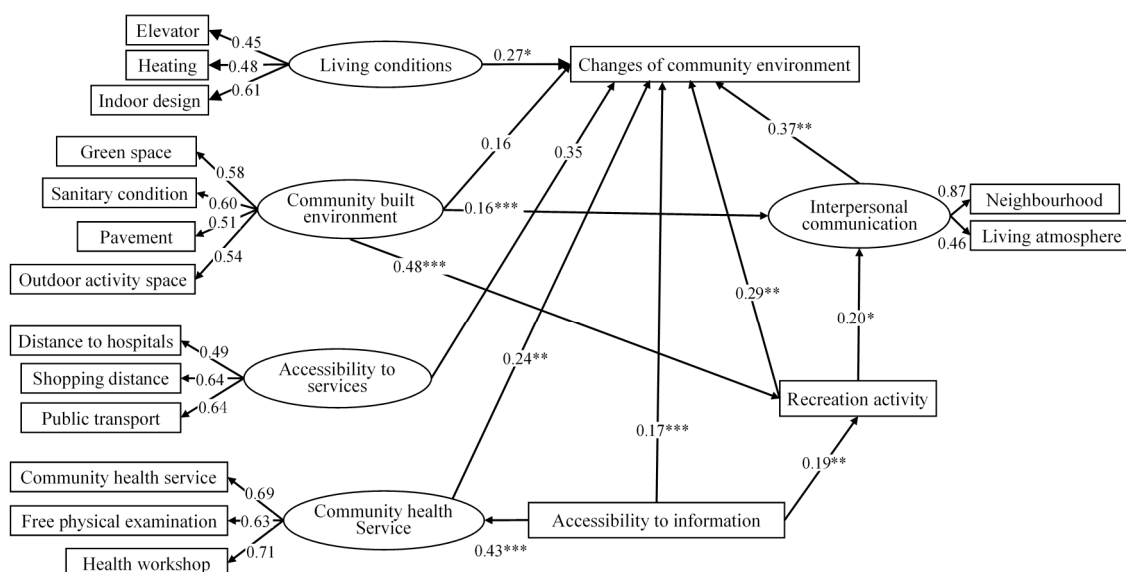 Elevator
0.45
Heating
0.48
Indoor design
0.61
Living conditions
0.27*
Changes of community environment
Green space
0.58
Sanitary condition
0.60
Pavement
0.51
Outdoor activity space
0.54
Community built
environment
0.16
0.35
0.37**
0.16***
0.48***
Interpersonal
communication
0.87
Neighbourhood
0.46
Living atmosphere
Distance to hospitals
0.49
Shopping distance
0.64
Public transport
0.64
Accessibility to
services
0.24**
0.29**
0.20*
Recreation activity
0.17***
0.19**
Community health service
0.69
Free physical examination
0.63
Health workshop
0.71
Community health
Service
0.43***
Accessibility to information